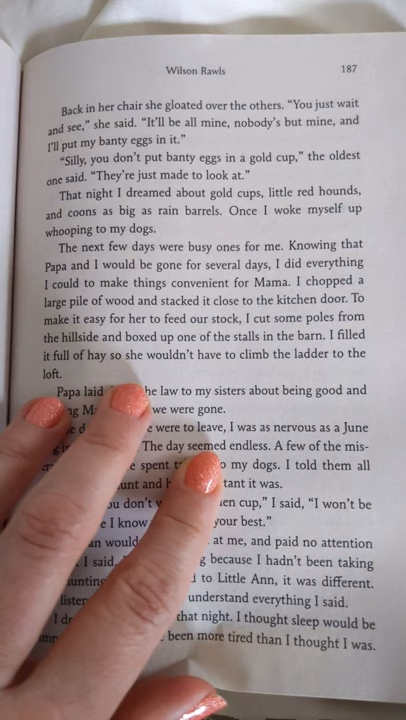 Wilson Rawls 187
Back in her chair she gloated over the others. “You just wait
and see,” she said. “It’ll be all mine, nobody’s but mine, and
I’ll put my banty eggs in it.”
“Silly, you don’t put banty eggs in a gold cup,” the oldest
one said. “They’re just made to look at.”
That night I dreamed about gold cups, little red hounds,
and coons as big as rain barrels. Once I woke myself up
whooping to my dogs.
The next few days were busy ones for me. Knowing that
Papa and I would be gone for several days, I did everything
I could to make things convenient for Mama. I chopped a
large pile of wood and stacked it close to the kitchen door. To
make it easy for her to feed our stock, I cut some poles from
the hillside and boxed up one of the stalls in the barn. I filled
it full of hay so she wouldn’t have to climb the ladder to the
loft.
Papa laid he law to my sisters about being good and
we were gone.
were to leave, I was as nervous as a June
The day seemed endless. A few of the mis-
spent o my dogs. I told them all
unt and tant it was.
ou don’t en cup,” I said, “I won’t be
I know your best.”
would at me, and paid no attention
I said. because I hadn’t been taking
unting to Little Ann, it was different.
understand everything I said.
that night. I thought sleep would be
been more tired than I thought I was.